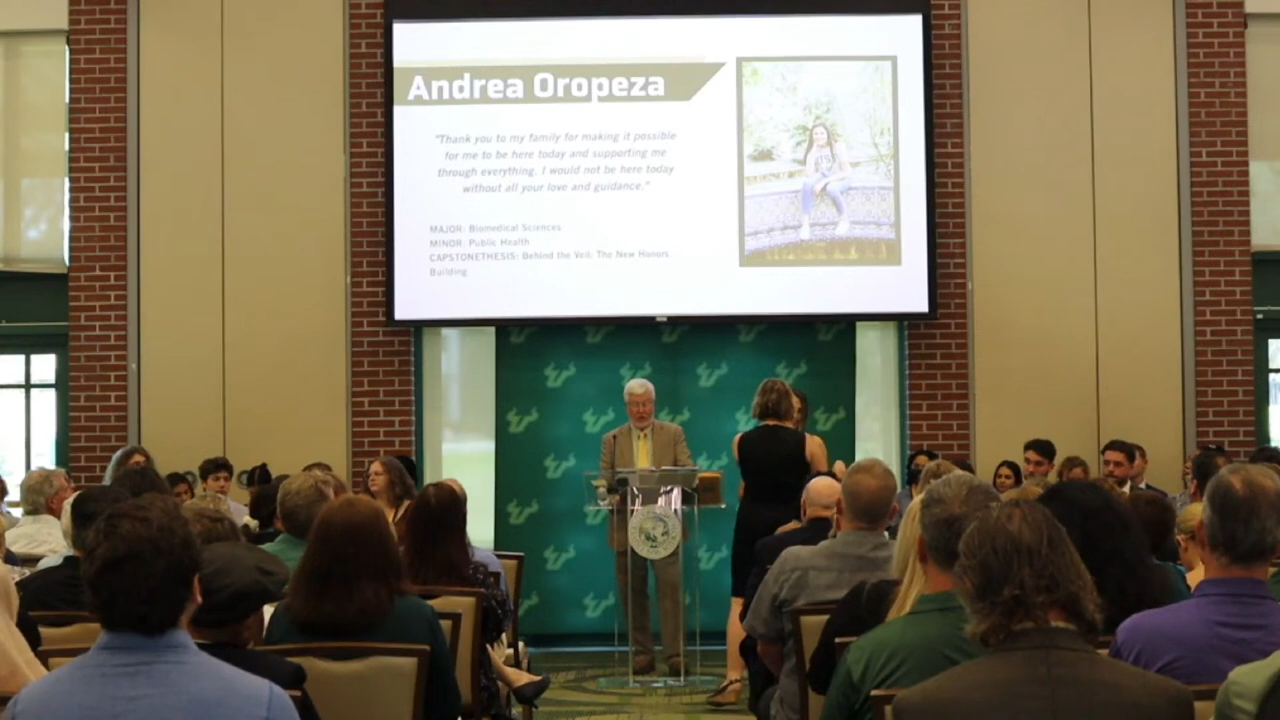 Andrea Oropeza
"Thank you to my family for making it possible
for me to be here today and supporting me
through everything. I would not be here today
without all your love and guidance."
MAJOR: Biomedical Sciences
MINOR: Public Health
CAPSTONETHESIS: Behind the Veil: The New Honors
Building